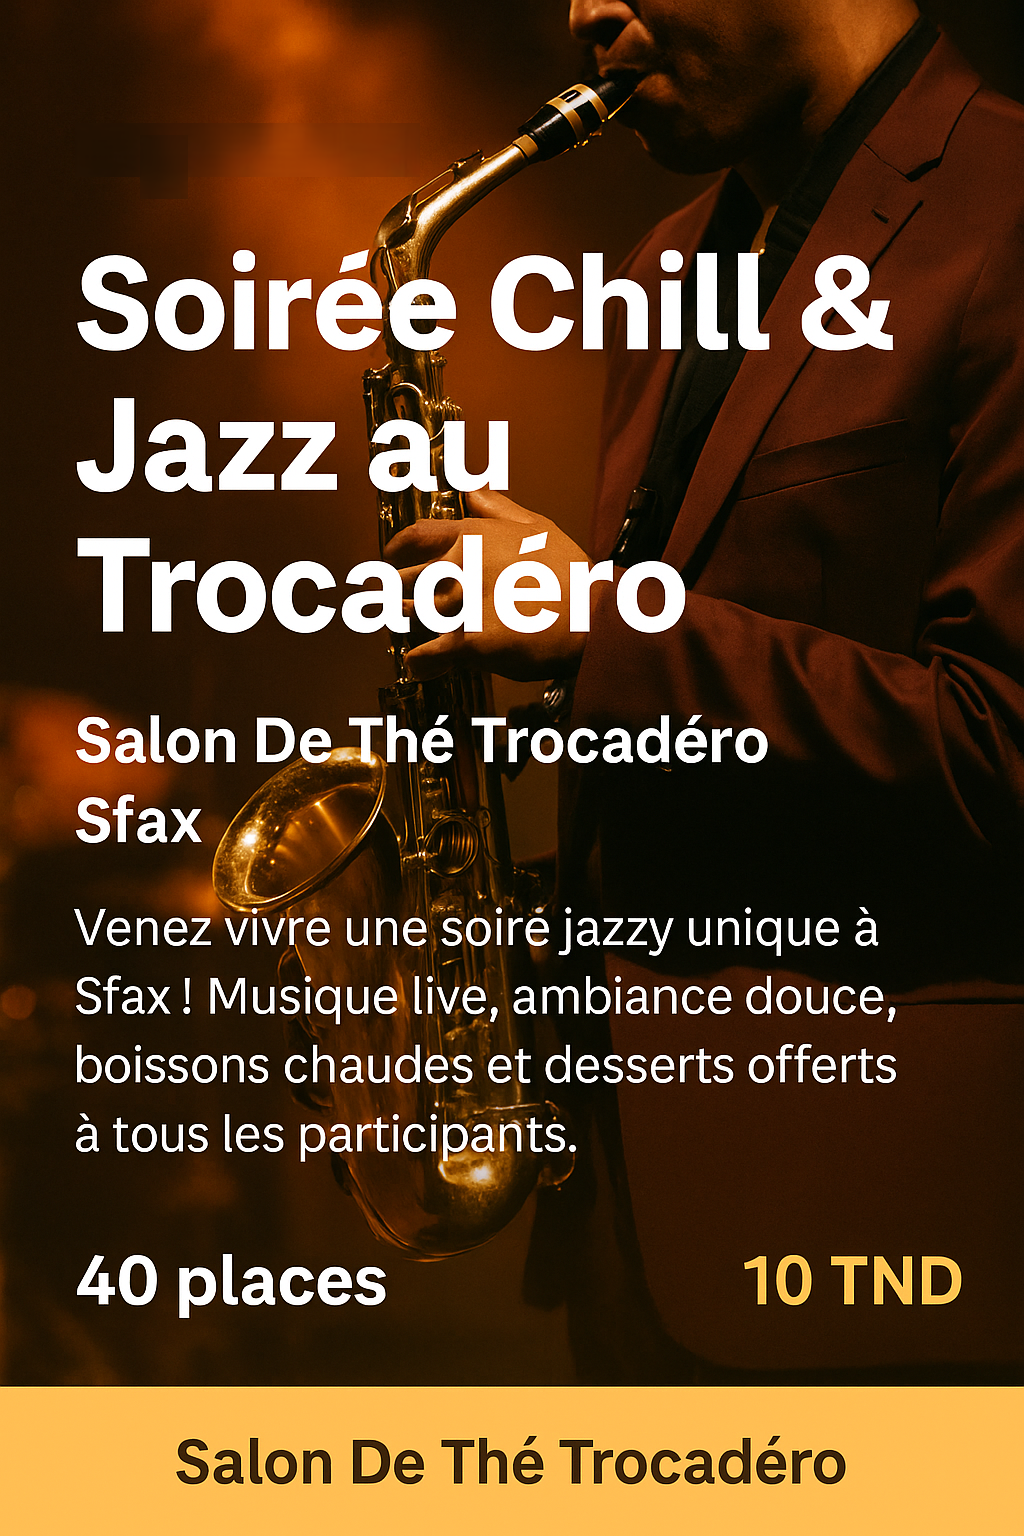 Soirée Chill &
Jazz au
Trocadéro
Salon De Thé Trocadéro
Sfax
Venez vivre une soiré jazzy unique à
Sfax ! Musique live, ambiance douce,
boissons chaudes et desserts offerts
à tous les participants.
40 places
10 TND
Salon De Thé Trocadéro